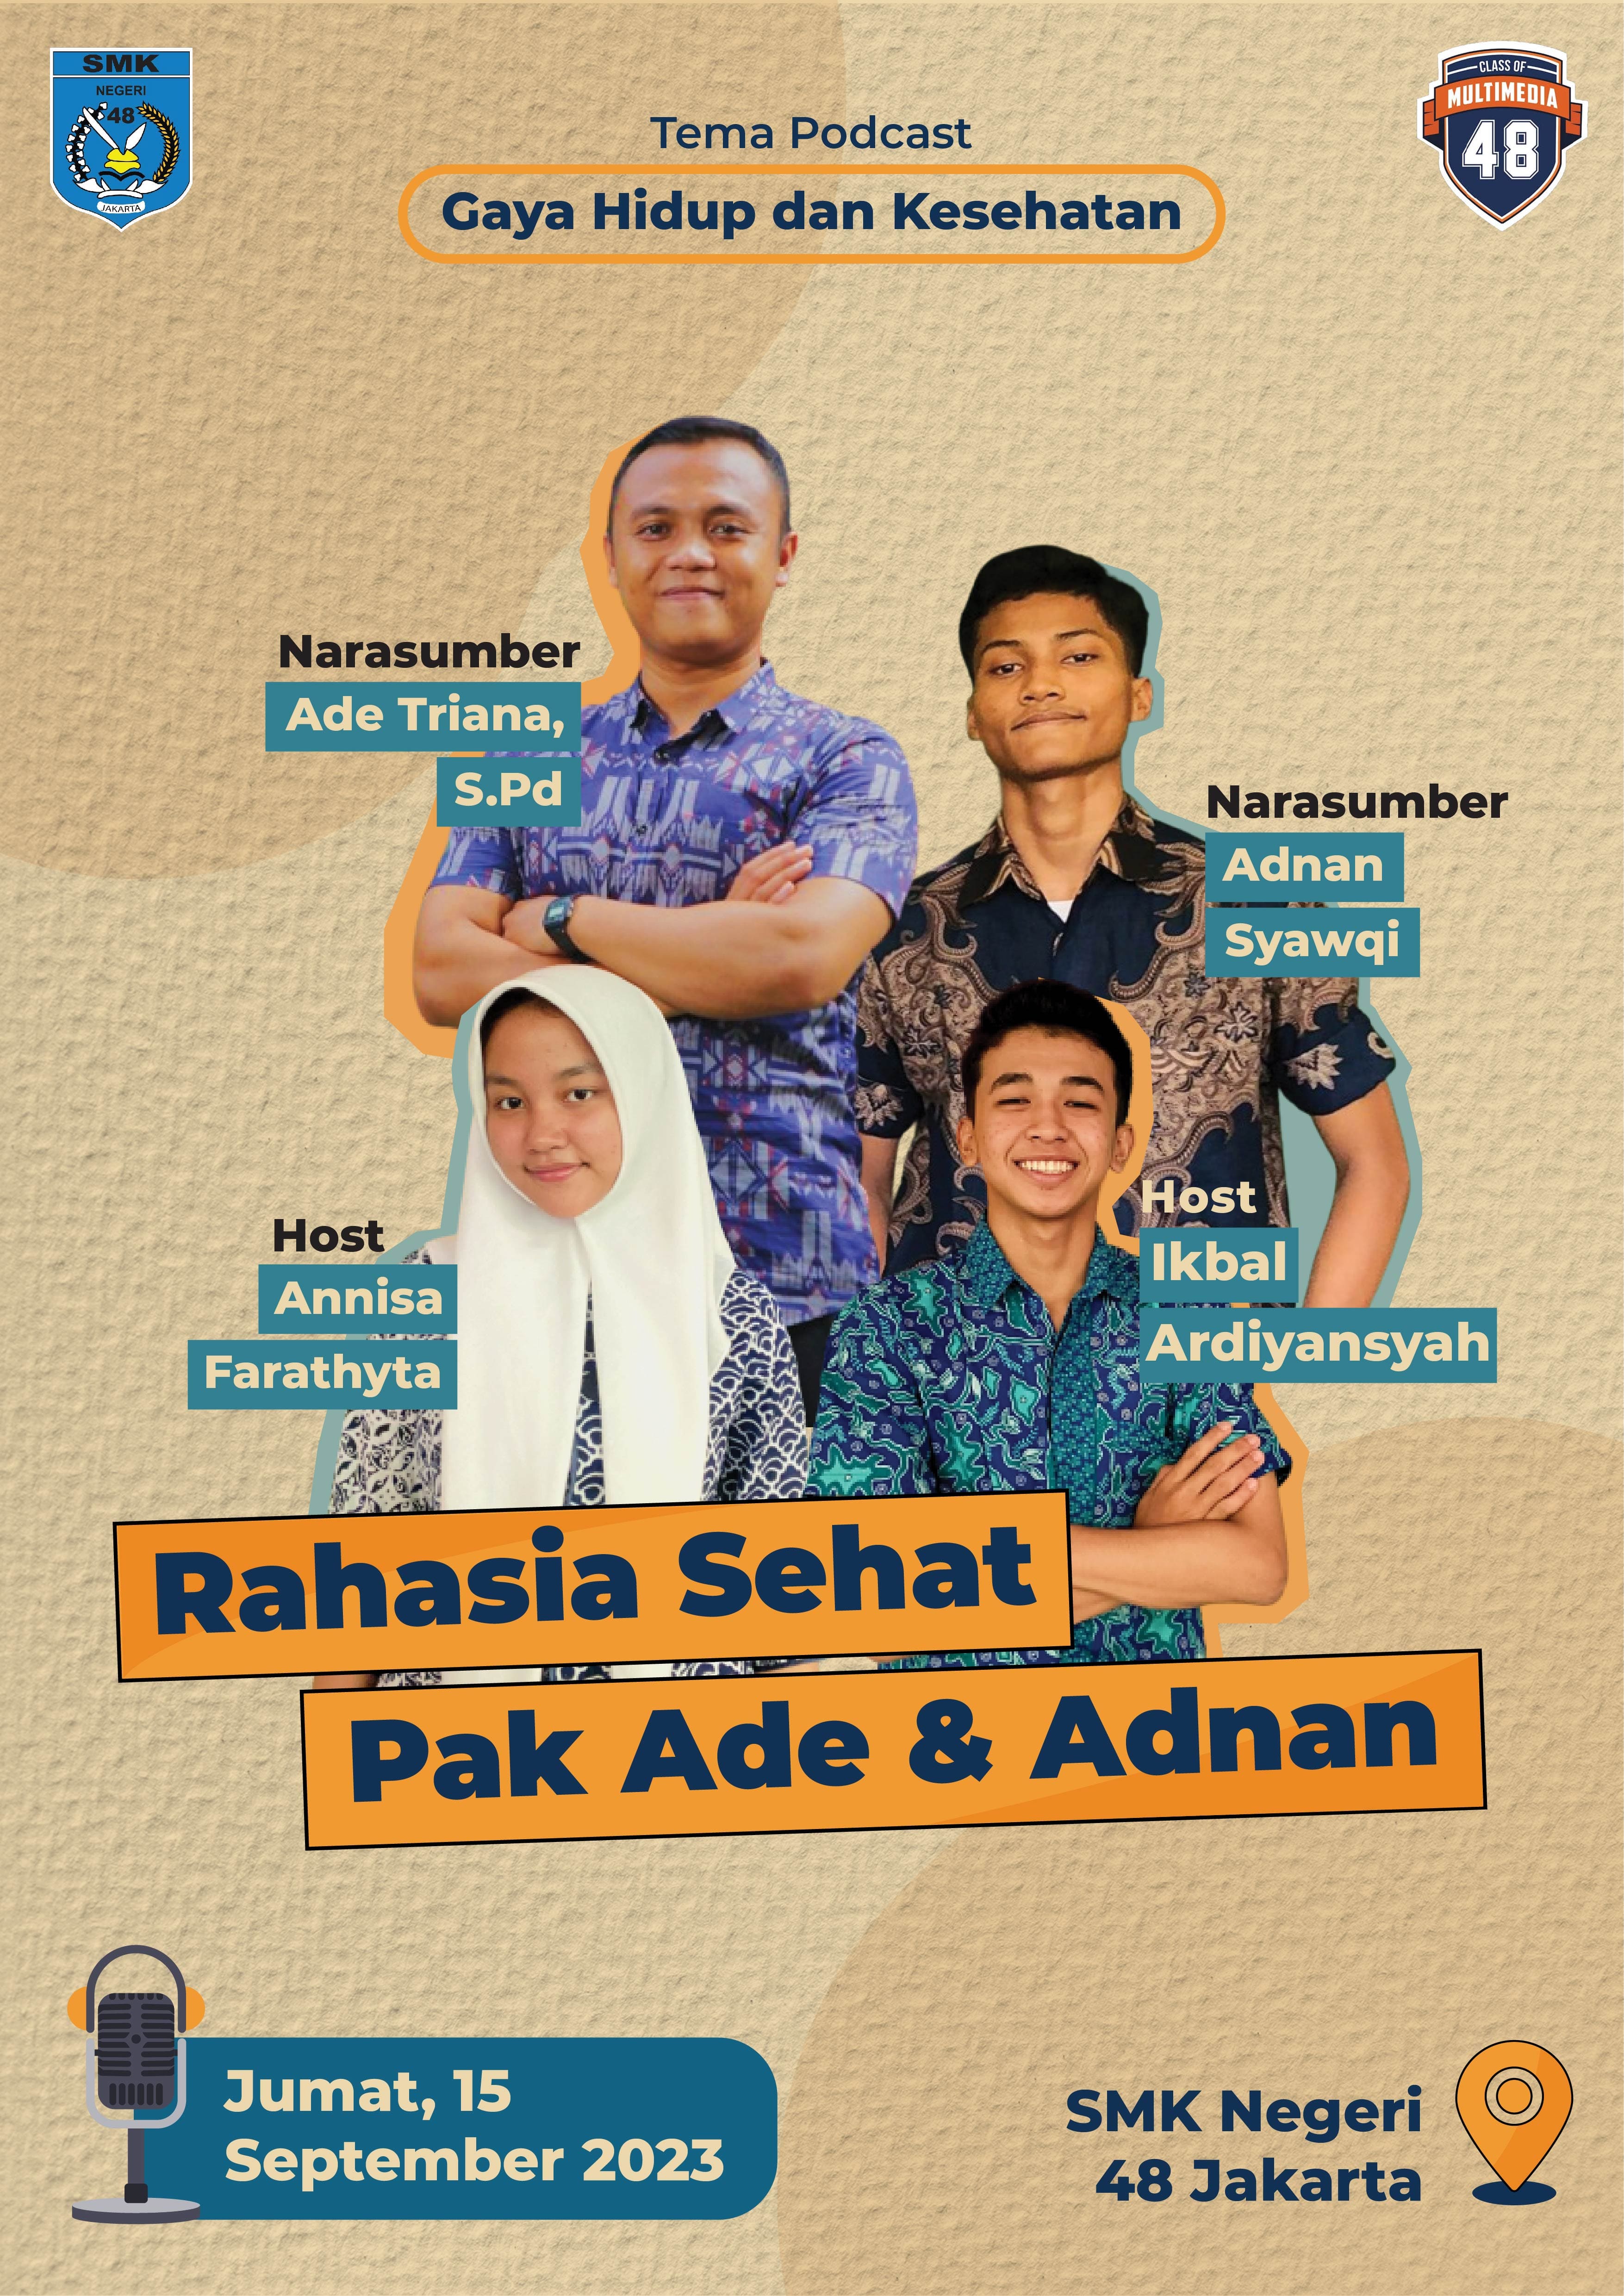 SMK
NEGERI
48
JAKARTA
CLASS OF
MULTIMEDIA
48
Tema Podcast
Gaya Hidup dan Kesehatan
Narasumber
Ade Triana,
S.Pd
Narasumber
Adnan
Syawqi
Host
Annisa
Farathyta
Host
Ikbal
Ardiyansyah
Rahasia Sehat
Pak Ade & Adnan
Jumat, 15
September 2023
SMK Negeri
48 Jakarta